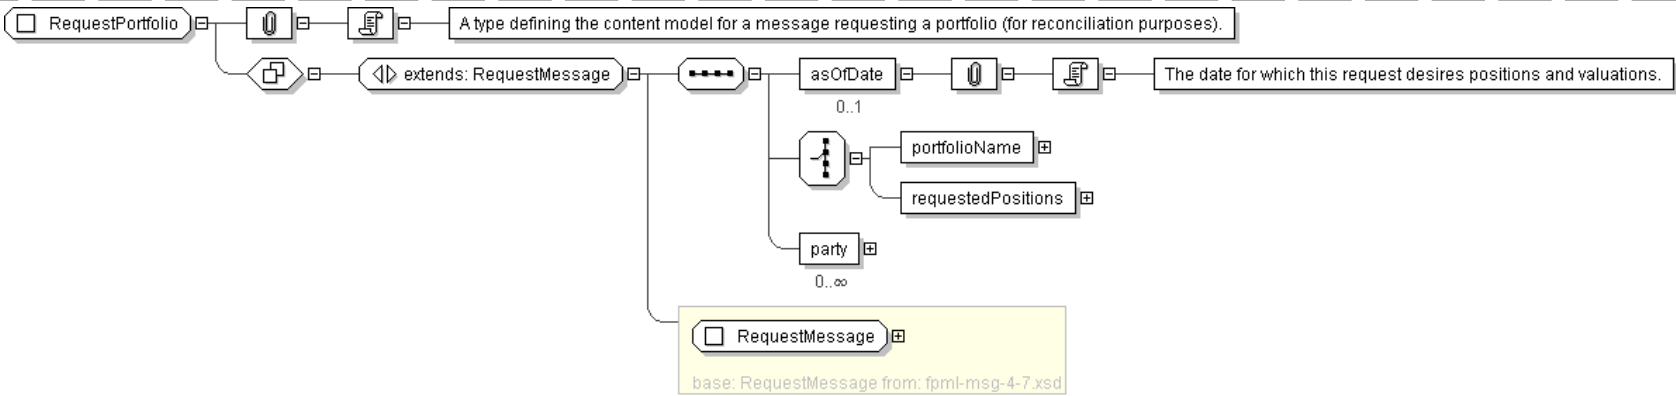 RequestPortfolio
A type defining the content model for a message requesting a portfolio (for reconciliation purposes).
extends: RequestMessage
asOfDate
The date for which this request desires positions and valuations.
0..1
portfolioName
requestedPositions
party
0..∞
RequestMessage
base: RequestMessage from: fpml-msg-4-7.xsd